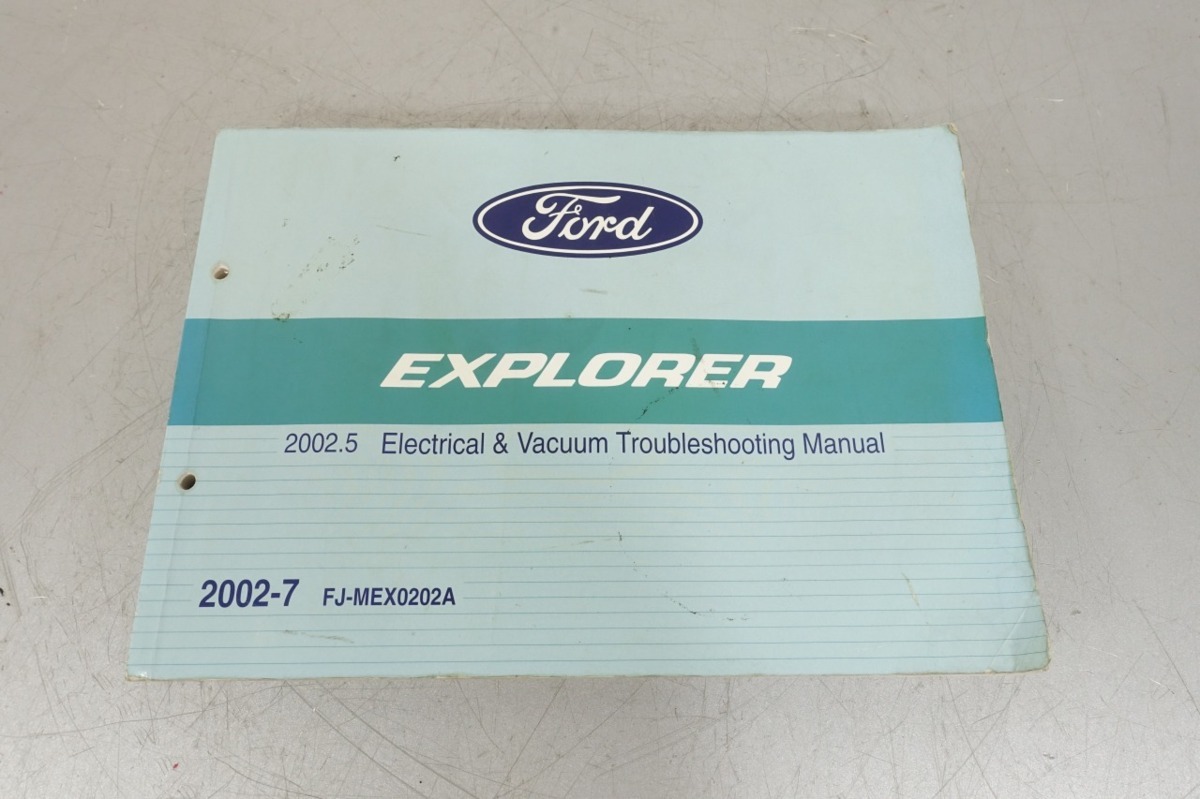 Ford
EXPLORER
2002.5 Electrical & Vacuum Troubleshooting Manual
2002-7 FJ-MEX0202A